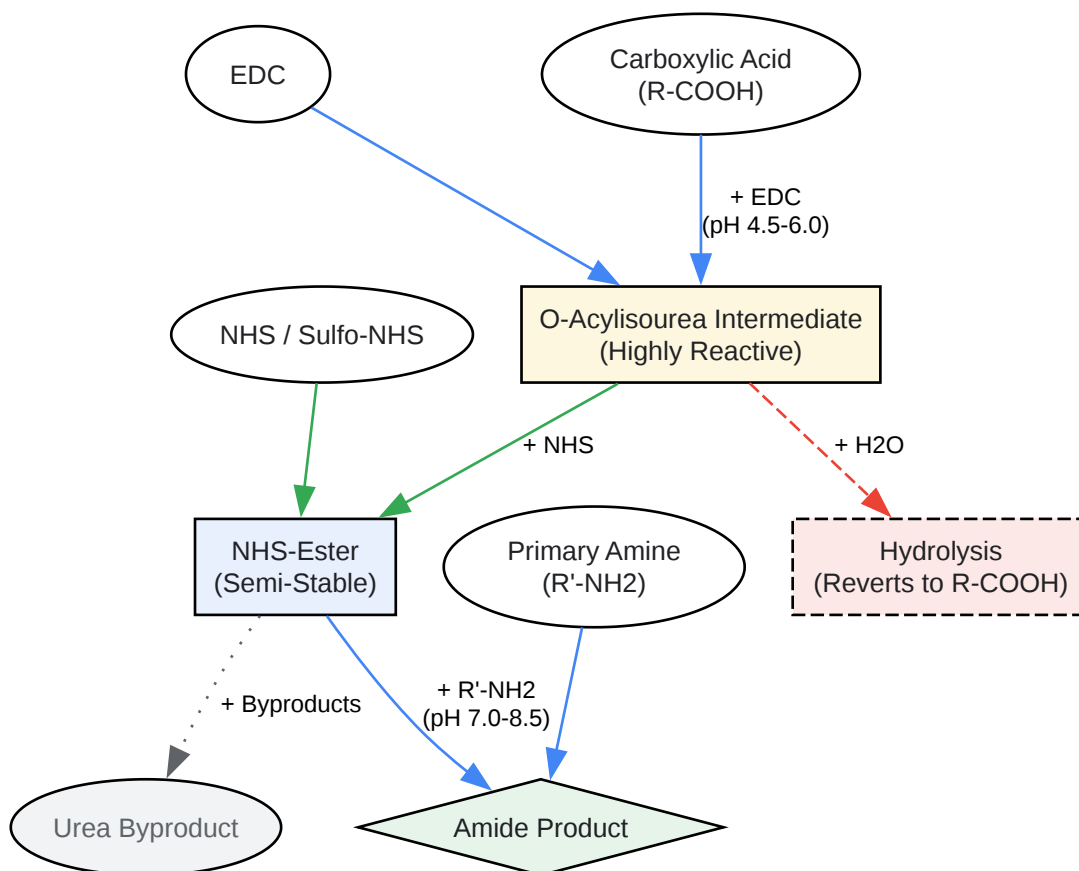 EDC
Carboxylic Acid
(R-COOH)
+ EDC
(pH 4.5-6.0)
O-Acylisourea Intermediate
(Highly Reactive)
NHS / Sulfo-NHS
+ NHS
+ H2O
NHS-Ester
(Semi-Stable)
Primary Amine
(R'-NH2)
Hydrolysis
(Reverts to R-COOH)
+ Byproducts
+ R'-NH2
(pH 7.0-8.5)
Urea Byproduct
Amide Product